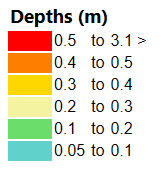 Depths (m)
0.5 to 3.1 >
0.4 to 0.5
0.3 to 0.4
0.2 to 0.3
0.1 to 0.2
0.05 to 0.1